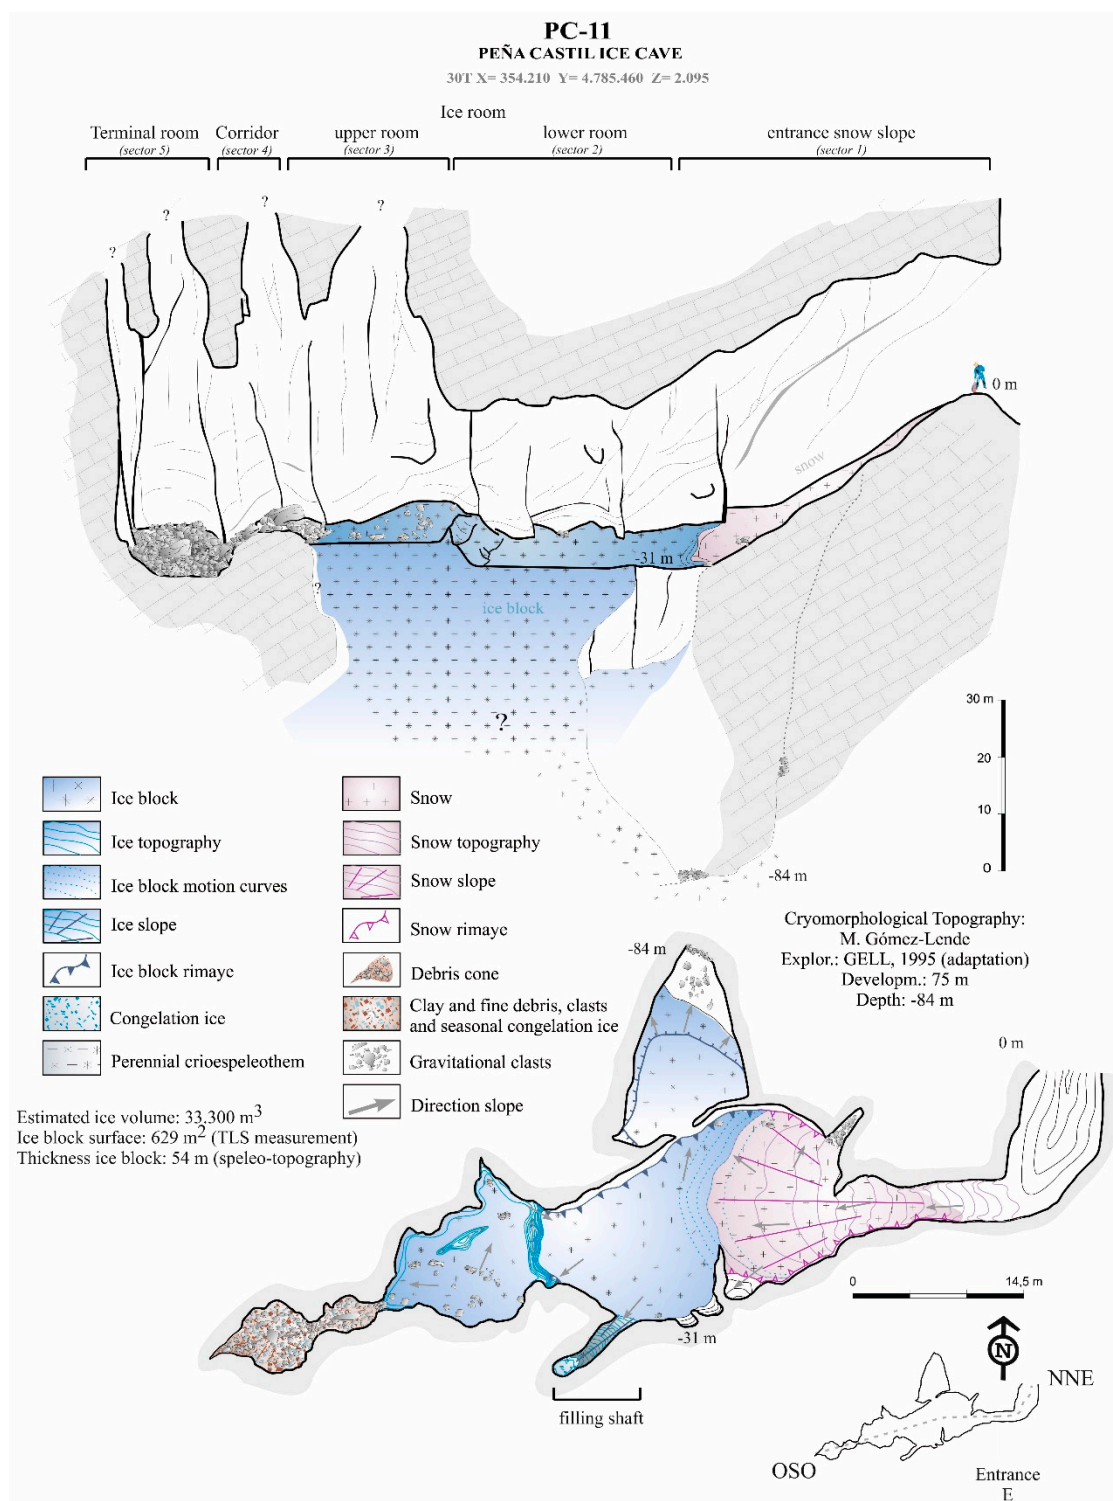 PC-11
PEÑA CASTIL ICE CAVE
30T X= 354.210 Y= 4.785.460 Z= 2.095
Ice room
Terminal room
(sector 5)
Corridor
(sector 4)
upper room
(sector 3)
lower room
(sector 2)
entrance snow slope
(sector 1)
?
?
?
?
0 m
snow
-31 m
?
ice block
?
30 m
20
10
0
-84 m
Ice block
Ice topography
Ice block motion curves
Ice slope
Ice block rimaye
Congelation ice
Perennial crioespeleothem
Snow
Snow topography
Snow slope
Snow rimaye
Debris cone
Clay and fine debris, clasts
and seasonal congelation ice
Gravitational clasts
Direction slope
Cryomorphological Topography:
M. Gómez-Lende
Explor.: GELL, 1995 (adaptation)
Developm.: 75 m
Depth: -84 m
Estimated ice volume: 33,300 m3
Ice block surface: 629 m2 (TLS measurement)
Thickness ice block: 54 m (speleo-topography)
-84 m
0 m
-31 m
0
14,5 m
filling shaft
N
NNE
OSO
Entrance
E